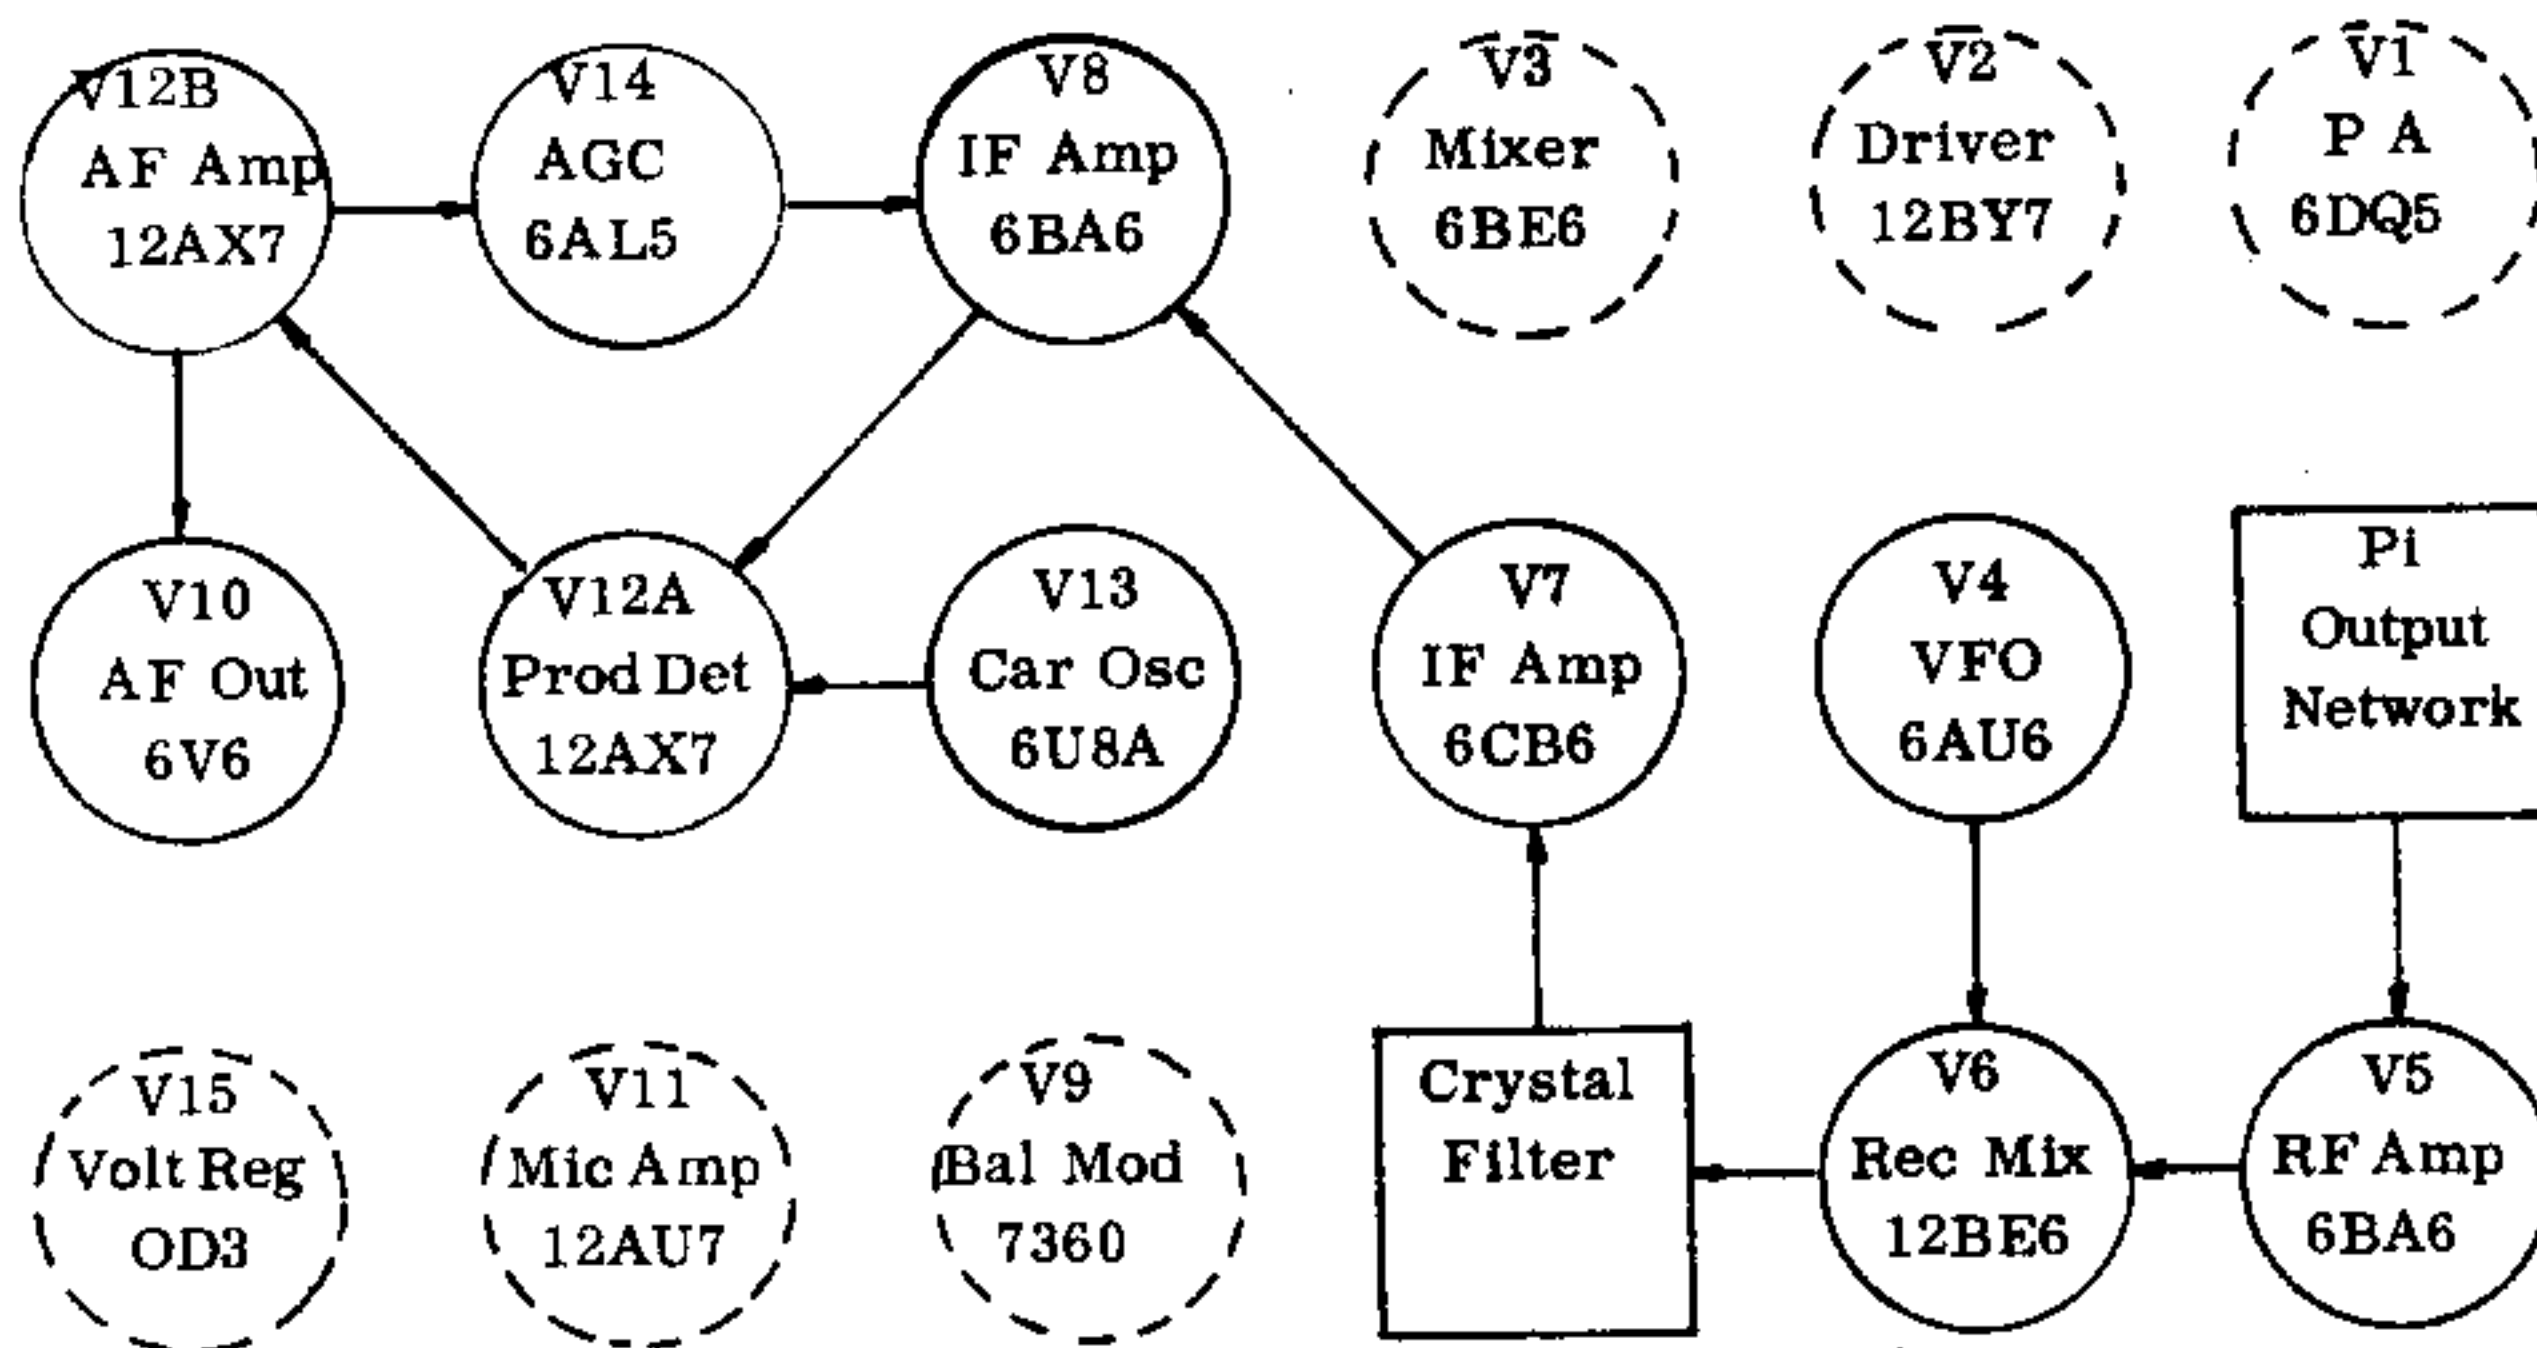 V12B
AF Amp
12AX7
V14
AGC
6AL5
V8
IF Amp
6BA6
V3
Mixer
6BE6
V2
Driver
12BY7
V1
P A
6DQ5
V10
AF Out
6V6
V12A
Prod Det
12AX7
V13
Car Osc
6U8A
V7
IF Amp
6CB6
V4
VFO
6AU6
Pi
Output
Network
V15
Volt Reg
OD3
V11
Mic Amp
12AU7
V9
Bal Mod
7360
Crystal
Filter
V6
Rec Mix
12BE6
V5
RF Amp
6BA6